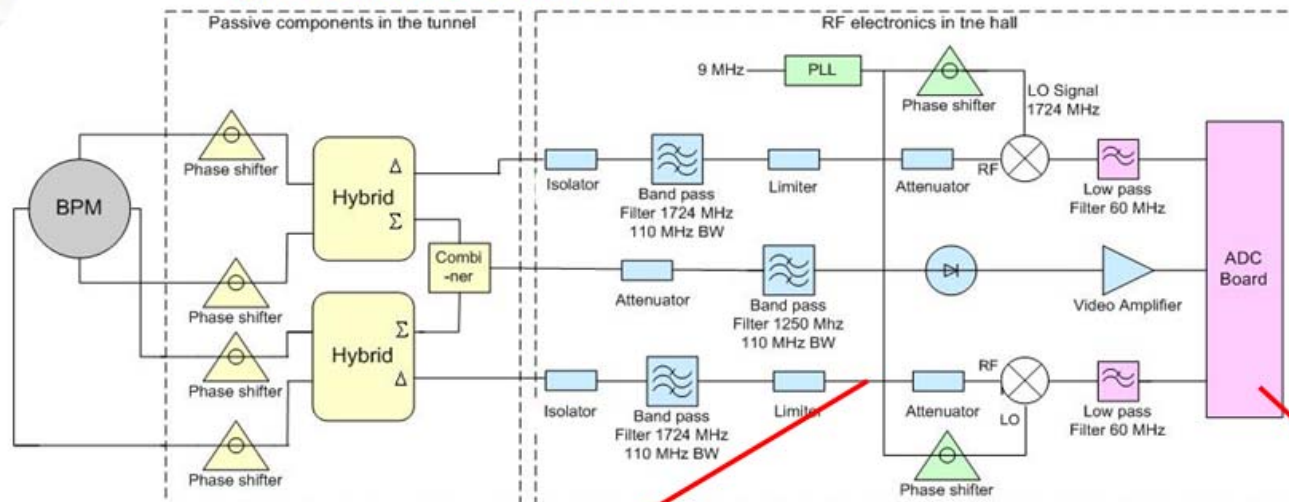 Passive components in the tunnel
RF electronics in tne hall
9 MHz
PLL
Phase shifter
LO Signal
1724 MHz
Phase shifter
BPM
Hybrid
Δ
Σ
Isolator
Band pass
Filter 1724 MHz
110 MHz BW
Limiter
Attenuator
RF
Low pass
Filter 60 MHz
Phase shifter
Combi
-ner
Attenuator
Band pass
Filter 1250 Mhz
110 MHz BW
Video Amplifier
ADC
Board
Phase shifter
Hybrid
Σ
Δ
Isolator
Band pass
Filter 1724 MHz
110 MHz BW
Limiter
Attenuator
RF
LO
Low pass
Filter 60 MHz
Phase shifter
Phase shifter